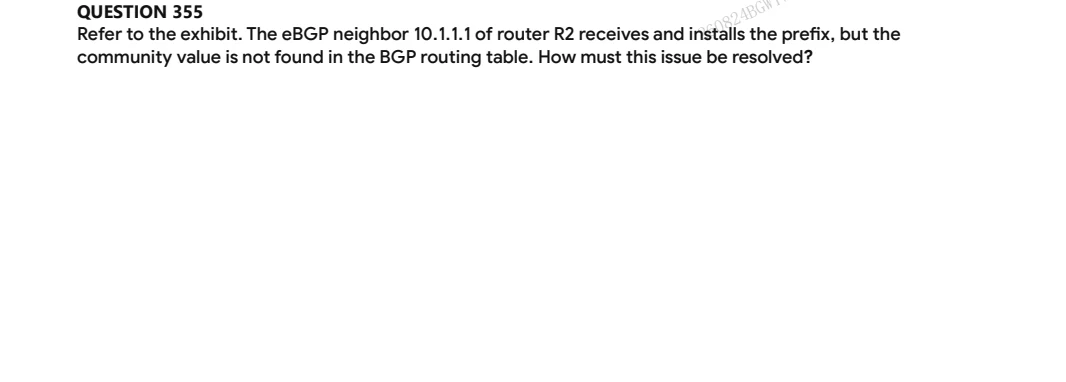 QUESTION 355
Refer to the exhibit. The eBGP neighbor 10.1.1.1 of router R2 receives and installs the prefix, but the
community value is not found in the BGP routing table. How must this issue be resolved?